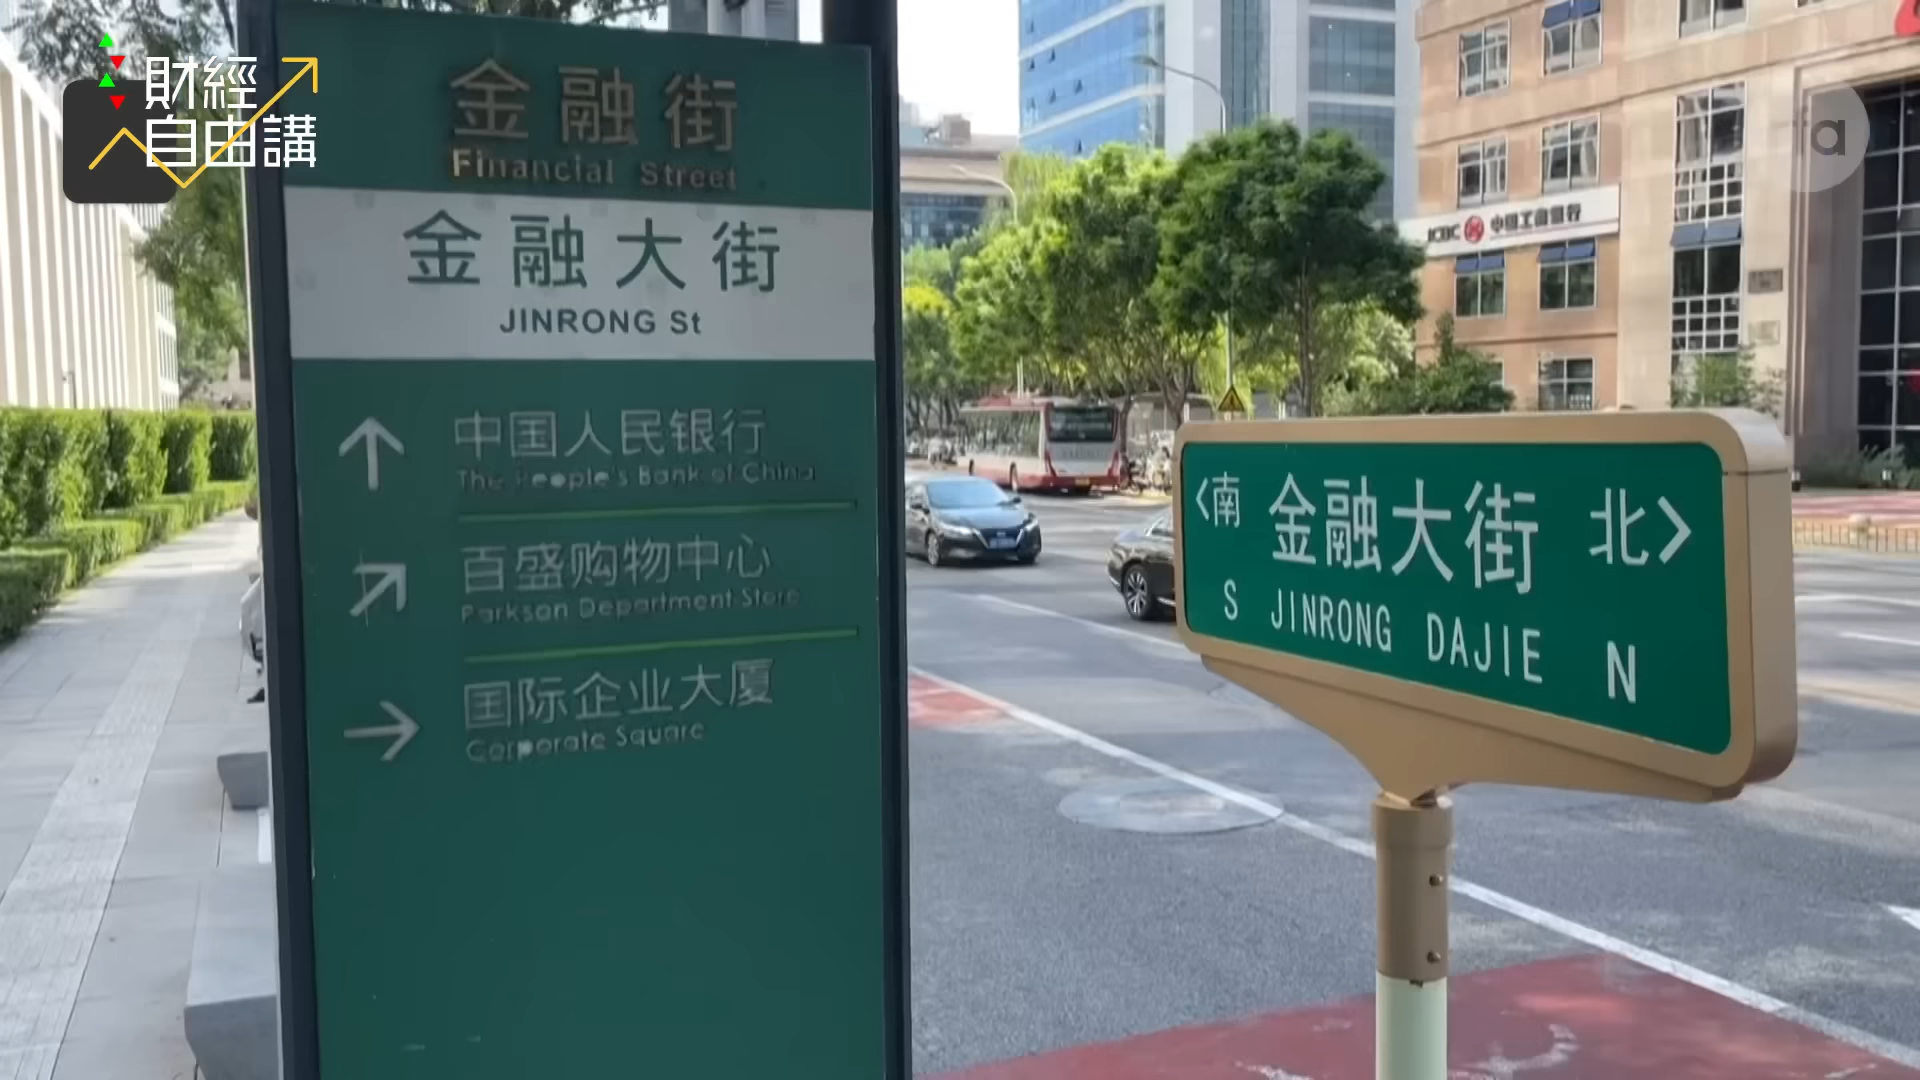 財經
自由講
金融街
Financial Street
金融大街
JINRONG St
中国人民银行
The People's Bank of China
百盛购物中心
Parkson Department Store
国际企业大厦
Corporate Square
ICBC 中国工商银行
<南 金融大街 北>
S JINRONG DAJIE N